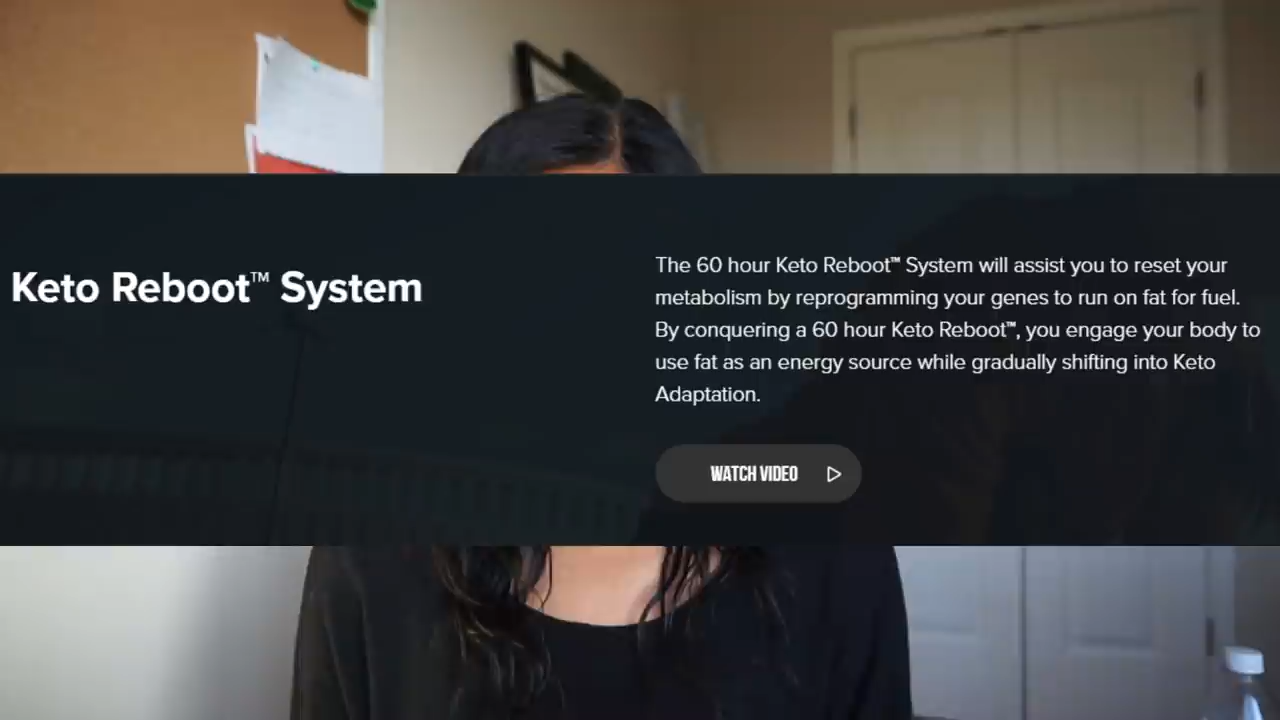 Keto Reboot™ System
The 60 hour Keto Reboot™ System will assist you to reset your
metabolism by reprogramming your genes to run on fat for fuel.
By conquering a 60 hour Keto Reboot™, you engage your body to
use fat as an energy source while gradually shifting into Keto
Adaptation.
WATCH VIDEO